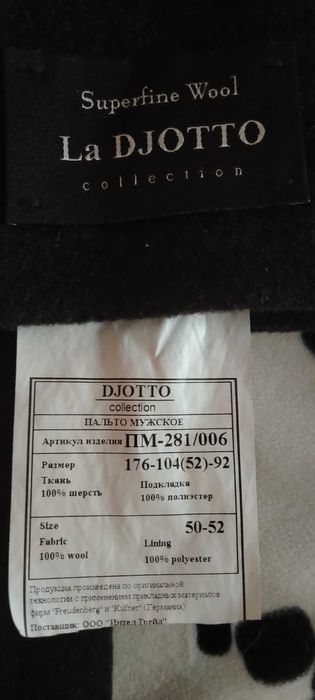 Superfine Wool
La DJOTTO
collection
DJOTTO
collection
ПАЛЬТО МУЖСКОЕ
Артикул изделия ПМ-281/006
Размер 176-104(52)-92
Ткань Подкладка
100% шерсть 100% полиэстер
Size 50-52
Fabric Lining
100% wool 100% polyester
Продукция произведена по оригинальной
технологии с применением прикладных материалов
фирм "Freudenberg" и "Kufner" (Германия)
Поставщик: ООО "Интел Трейд"